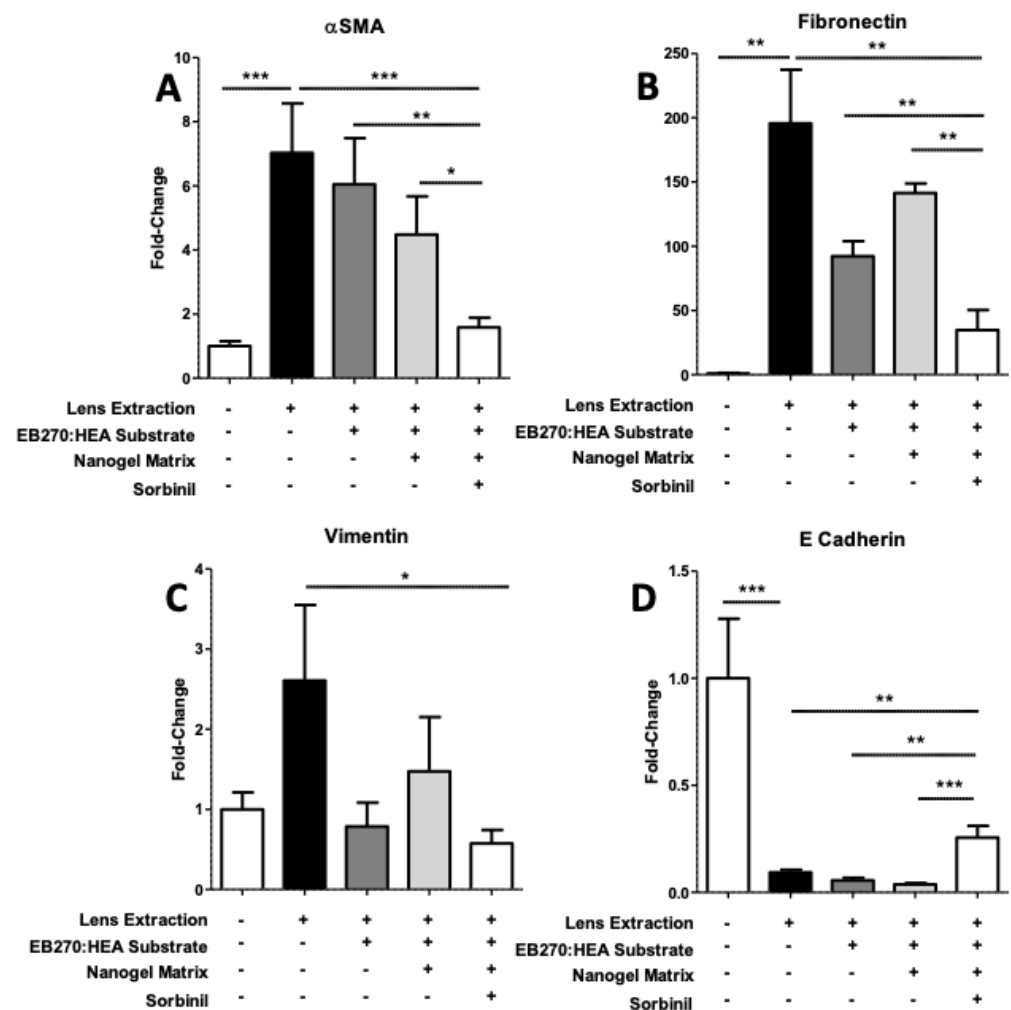 αSMA
A
***
***
**
*
10
8
6
4
2
0
Fold-Change
Lens Extraction - + + + +
EB270:HEA Substrate - - + + +
Nanogel Matrix - - - + +
Sorbinil - - - - +
Fibronectin
B
**
**
**
**
250
200
150
100
50
0
Fold-Change
Lens Extraction - + + + +
EB270:HEA Substrate - - + + +
Nanogel Matrix - - - + +
Sorbinil - - - - +
Vimentin
C
*
4
3
2
1
0
Fold-Change
Lens Extraction - + + + +
EB270:HEA Substrate - - + + +
Nanogel Matrix - - - + +
Sorbinil - - - - +
E Cadherin
D
***
**
**
***
1.5
1.0
0.5
0.0
Fold-Change
Lens Extraction - + + + +
EB270:HEA Substrate - - + + +
Nanogel Matrix - - - + +
Sorbinil - - - - +